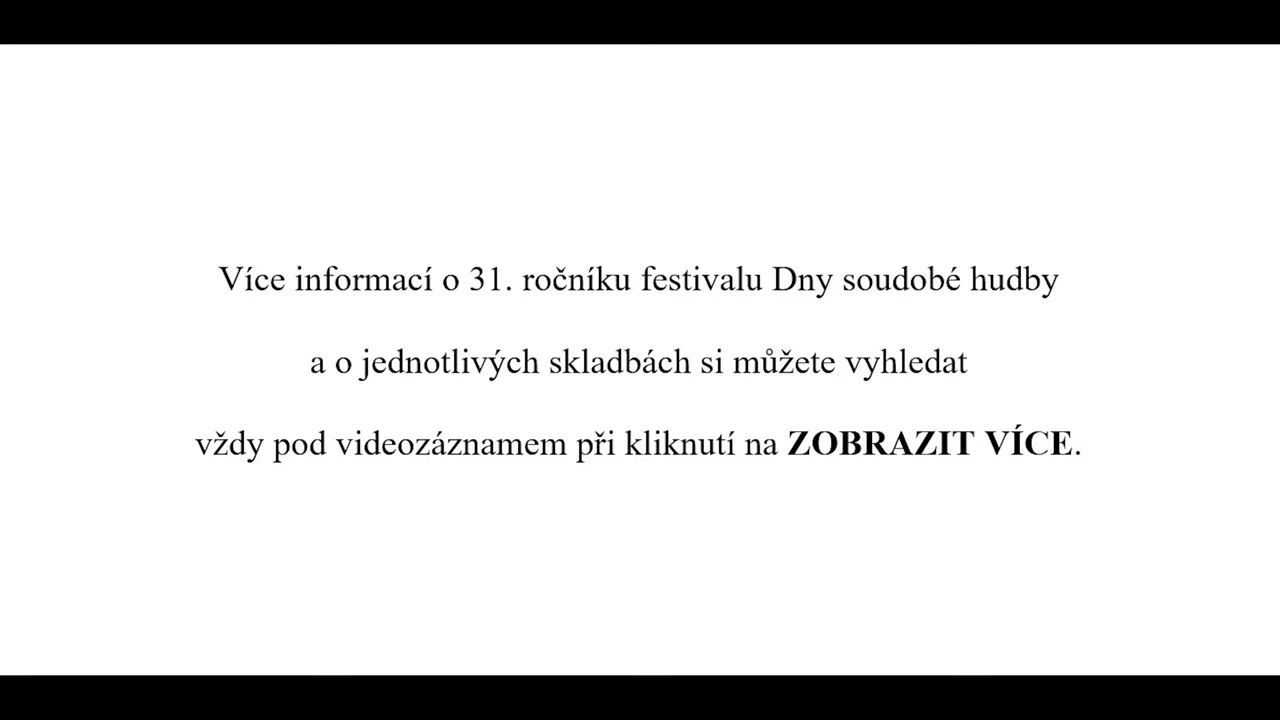 Více informací o 31. ročníku festivalu Dny soudobé hudby
a o jednotlivých skladbách si můžete vyhledat
vždy pod videozáznamem při kliknutí na ZOBRAZIT VÍCE.